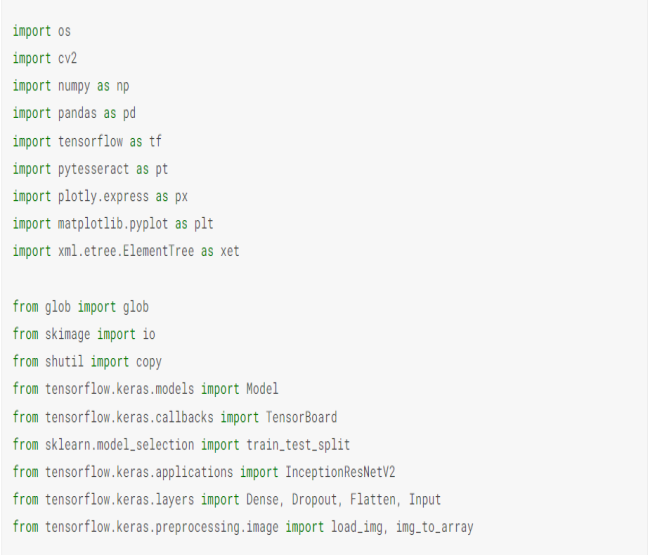 import os
import cv2
import numpy as np
import pandas as pd
import tensorflow as tf
import pytesseract as pt
import plotly.express as px
import matplotlib.pyplot as plt
import xml.etree.ElementTree as xet

from glob import glob
from skimage import io
from shutil import copy
from tensorflow.keras.models import Model
from tensorflow.keras.callbacks import TensorBoard
from sklearn.model_selection import train_test_split
from tensorflow.keras.applications import InceptionResNetV2
from tensorflow.keras.layers import Dense, Dropout, Flatten, Input
from tensorflow.keras.preprocessing.image import load_img, img_to_array